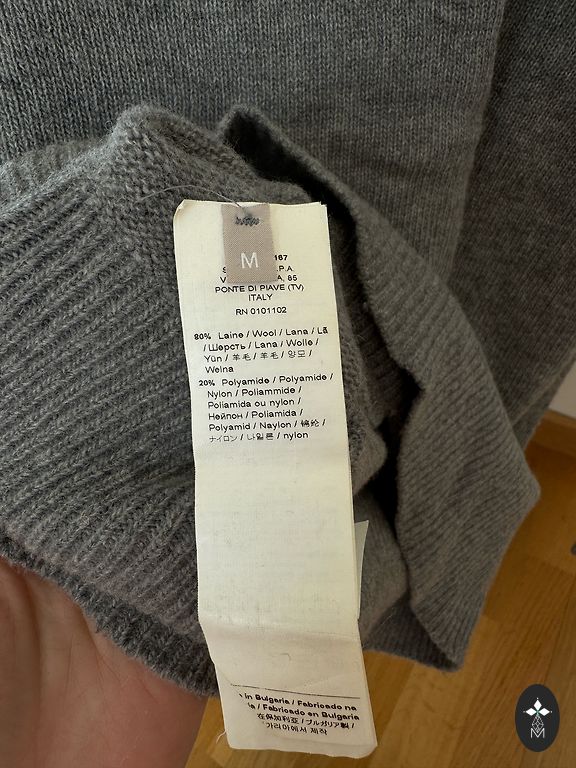 M
167
P.A.
85
PONTE DI PIAVE (TV)
ITALY
RN 0101102
80% Laine / Wool / Lana / Lã
/ Шерсть / Lana / Wolle /
Yün / 羊毛 / 羊毛 / 양모 /
Wełna
20% Polyamide / Polyamide /
Nylon / Poliammide /
Poliamida ou nylon /
Нейлон / Poliamida /
Polyamid / Naylon / 锦纶 /
ナイロン / 나일론 / nylon
in Bulgaria / Fabricado na
/ Fabricado en Bulgaria
在保加利亚 / ブルガリア製 /
가리아에서 제작
M